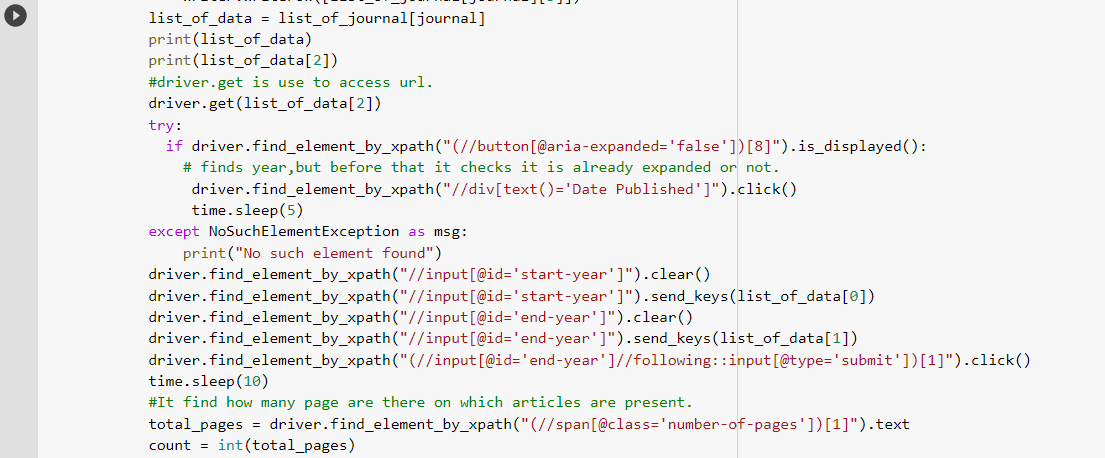 list_of_data = list_of_journal[journal]
print(list_of_data)
print(list_of_data[2])
#driver.get is use to access url.
driver.get(list_of_data[2])
try:
if driver.find_element_by_xpath("(//button[@aria-expanded='false'])[8]").is_displayed():
# finds year,but before that it checks it is already expanded or not.
driver.find_element_by_xpath("//div[text()='Date Published']").click()
time.sleep(5)
except NoSuchElementException as msg:
print("No such element found")
driver.find_element_by_xpath("//input[@id='start-year']").clear()
driver.find_element_by_xpath("//input[@id='start-year']").send_keys(list_of_data[0])
driver.find_element_by_xpath("//input[@id='end-year']").clear()
driver.find_element_by_xpath("//input[@id='end-year']").send_keys(list_of_data[1])
driver.find_element_by_xpath("(//input[@id='end-year']//following::input[@type='submit'])[1]").click()
time.sleep(10)
#It find how many page are there on which articles are present.
total_pages = driver.find_element_by_xpath("(//span[@class='number-of-pages'])[1]").text
count = int(total_pages)